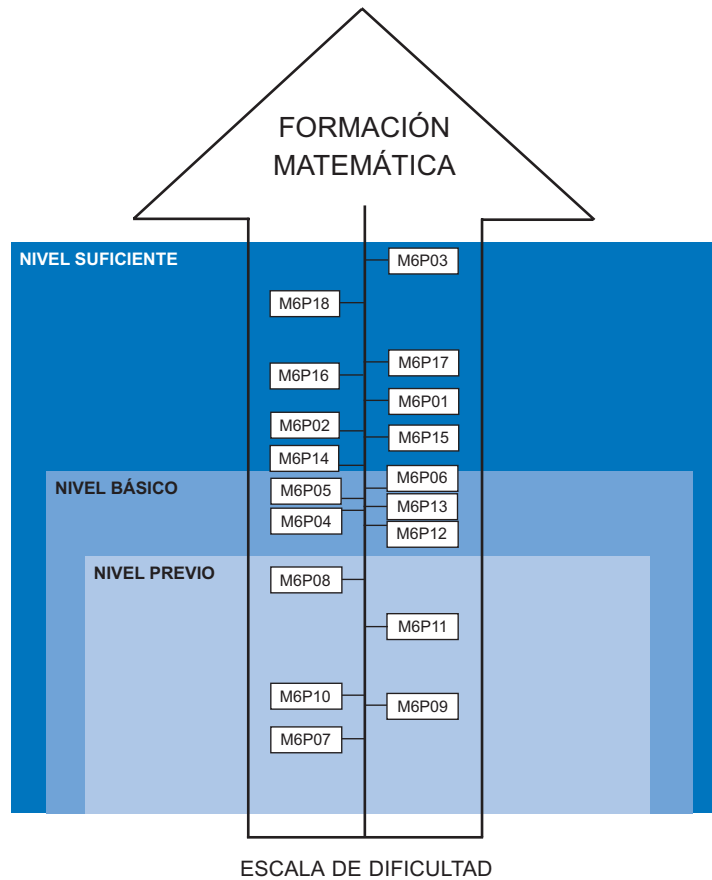 FORMACIÓN
MATEMÁTICA
NIVEL SUFICIENTE
M6P03
M6P18
M6P17
M6P16
M6P01
M6P02
M6P15
M6P14
M6P06
NIVEL BÁSICO
M6P05
M6P13
M6P04
M6P12
NIVEL PREVIO
M6P08
M6P11
M6P10
M6P09
M6P07
ESCALA DE DIFICULTAD